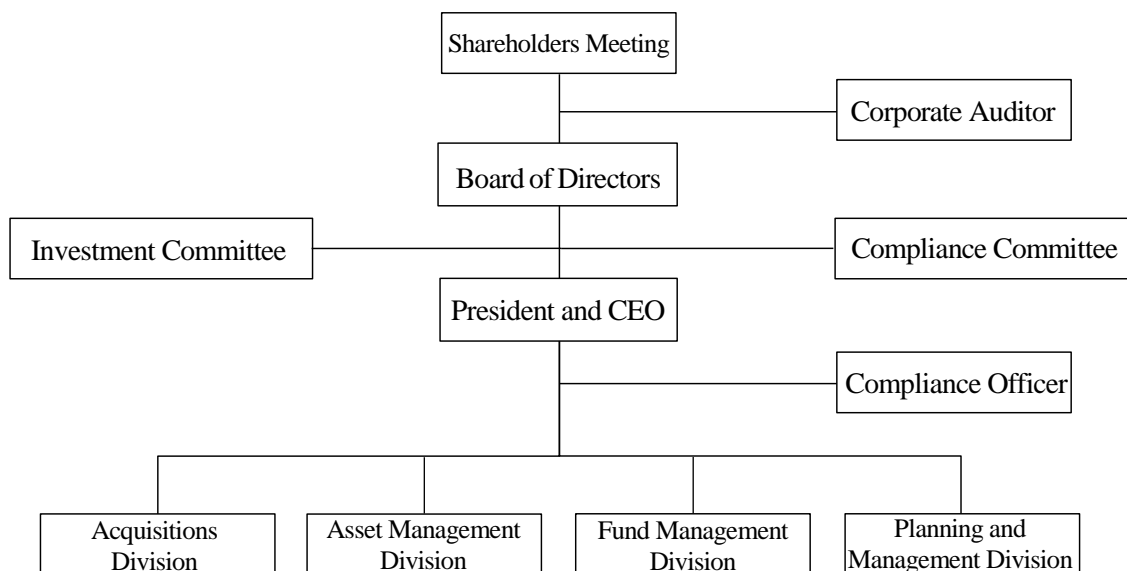 Shareholders Meeting
Corporate Auditor
Board of Directors
Investment Committee
Compliance Committee
President and CEO
Compliance Officer
Acquisitions
Division
Asset Management
Division
Fund Management
Division
Planning and
Management Division